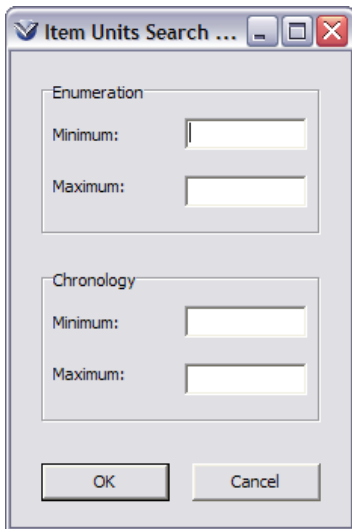 Item Units Search ...
Enumeration
Minimum:
Maximum:
Chronology
Minimum:
Maximum:
OK Cancel